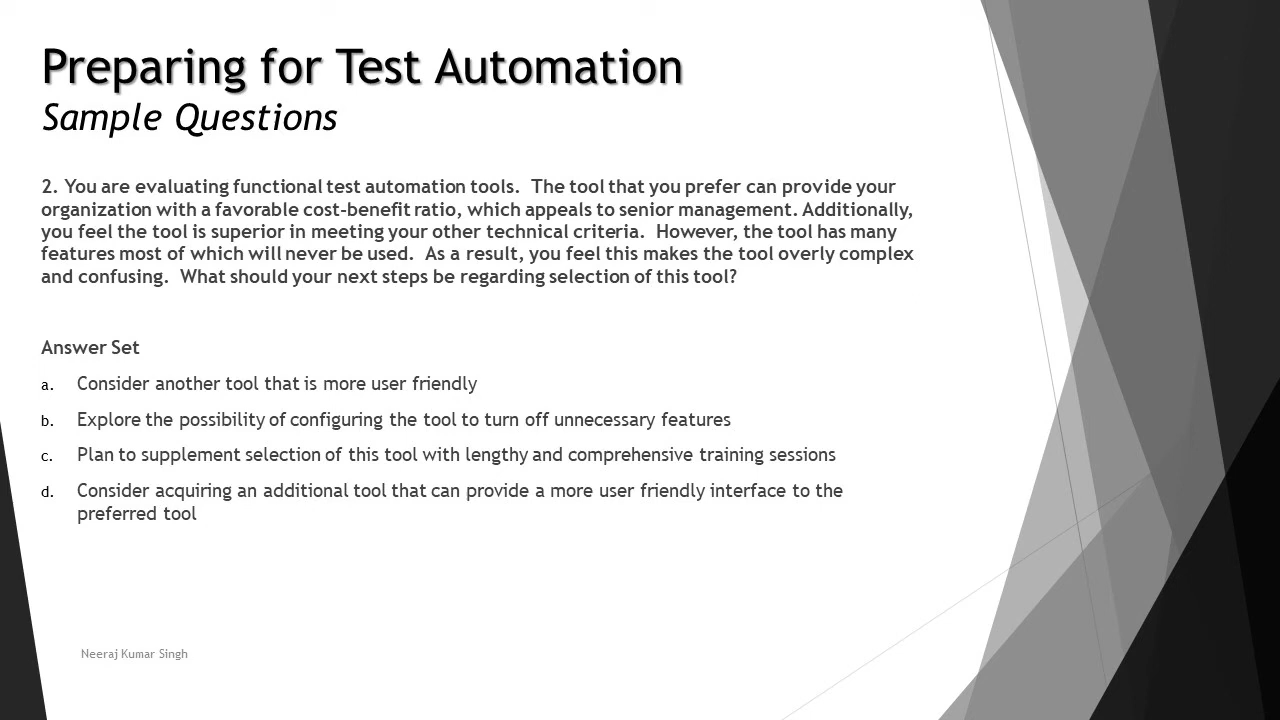 Preparing for Test Automation
Sample Questions
2. You are evaluating functional test automation tools.  The tool that you prefer can provide your
organization with a favorable cost-benefit ratio, which appeals to senior management. Additionally,
you feel the tool is superior in meeting your other technical criteria.  However, the tool has many
features most of which will never be used.  As a result, you feel this makes the tool overly complex
and confusing.  What should your next steps be regarding selection of this tool?
Answer Set
a. Consider another tool that is more user friendly
b. Explore the possibility of configuring the tool to turn off unnecessary features
c. Plan to supplement selection of this tool with lengthy and comprehensive training sessions
d. Consider acquiring an additional tool that can provide a more user friendly interface to the
preferred tool
Neeraj Kumar Singh